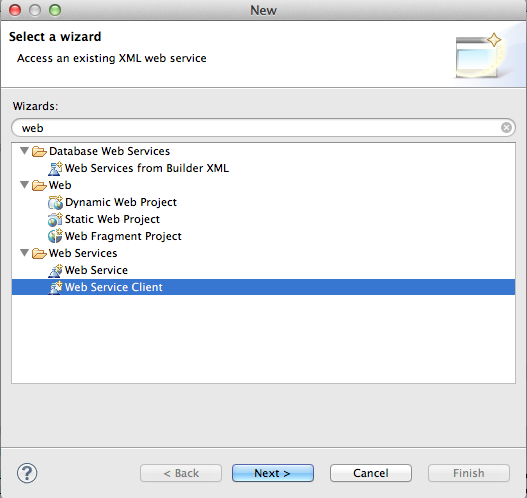 New
Select a wizard
Access an existing XML web service
Wizards:
web
Database Web Services
Web Services from Builder XML
Web
Dynamic Web Project
Static Web Project
Web Fragment Project
Web Services
Web Service
Web Service Client
?
< Back
Next >
Cancel
Finish